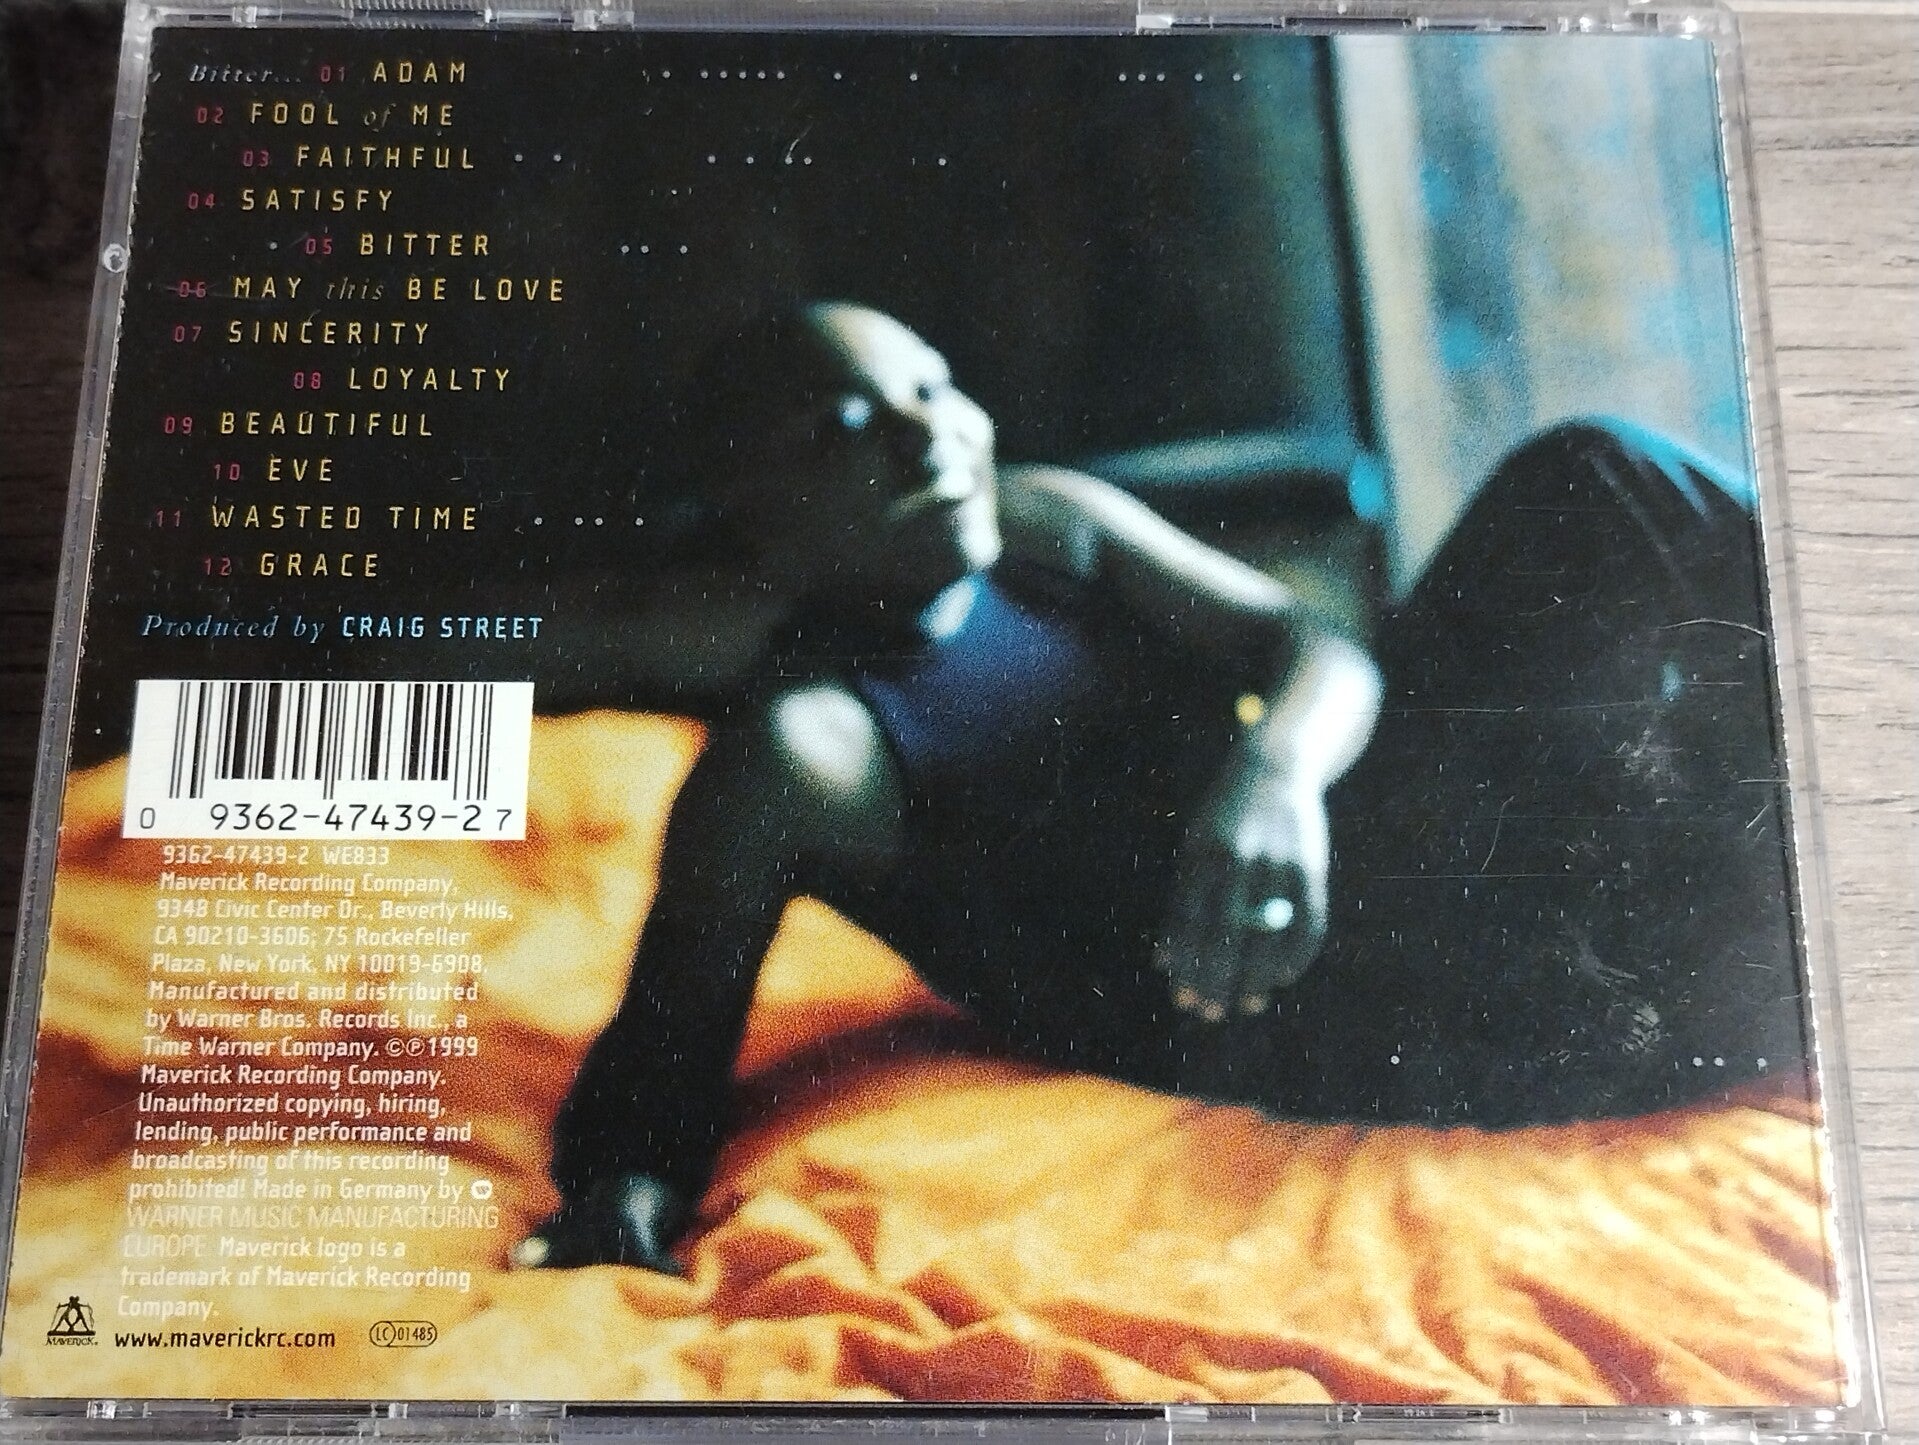 Bitter... 01 ADAM
02 FOOL of ME
03 FAITHFUL
04 SATISFY
05 BITTER
06 MAY this BE LOVE
07 SINCERITY
08 LOYALTY
09 BEAUTIFUL
10 EVE
11 WASTED TIME
12 GRACE
Produced by CRAIG STREET
0 9362-47439-2 7
9362-47439-2 WE833
Maverick Recording Company,
9348 Civic Center Dr., Beverly Hills,
CA 90210-3606; 75 Rockefeller
Plaza, New York, NY 10019-6908.
Manufactured and distributed
by Warner Bros. Records Inc., a
Time Warner Company. ©℗1999
Maverick Recording Company.
Unauthorized copying, hiring,
lending, public performance and
broadcasting of this recording
prohibited! Made in Germany by
WARNER MUSIC MANUFACTURING
EUROPE Maverick logo is a
trademark of Maverick Recording
Company.
MAVERICK. www.maverickrc.com LC 01485